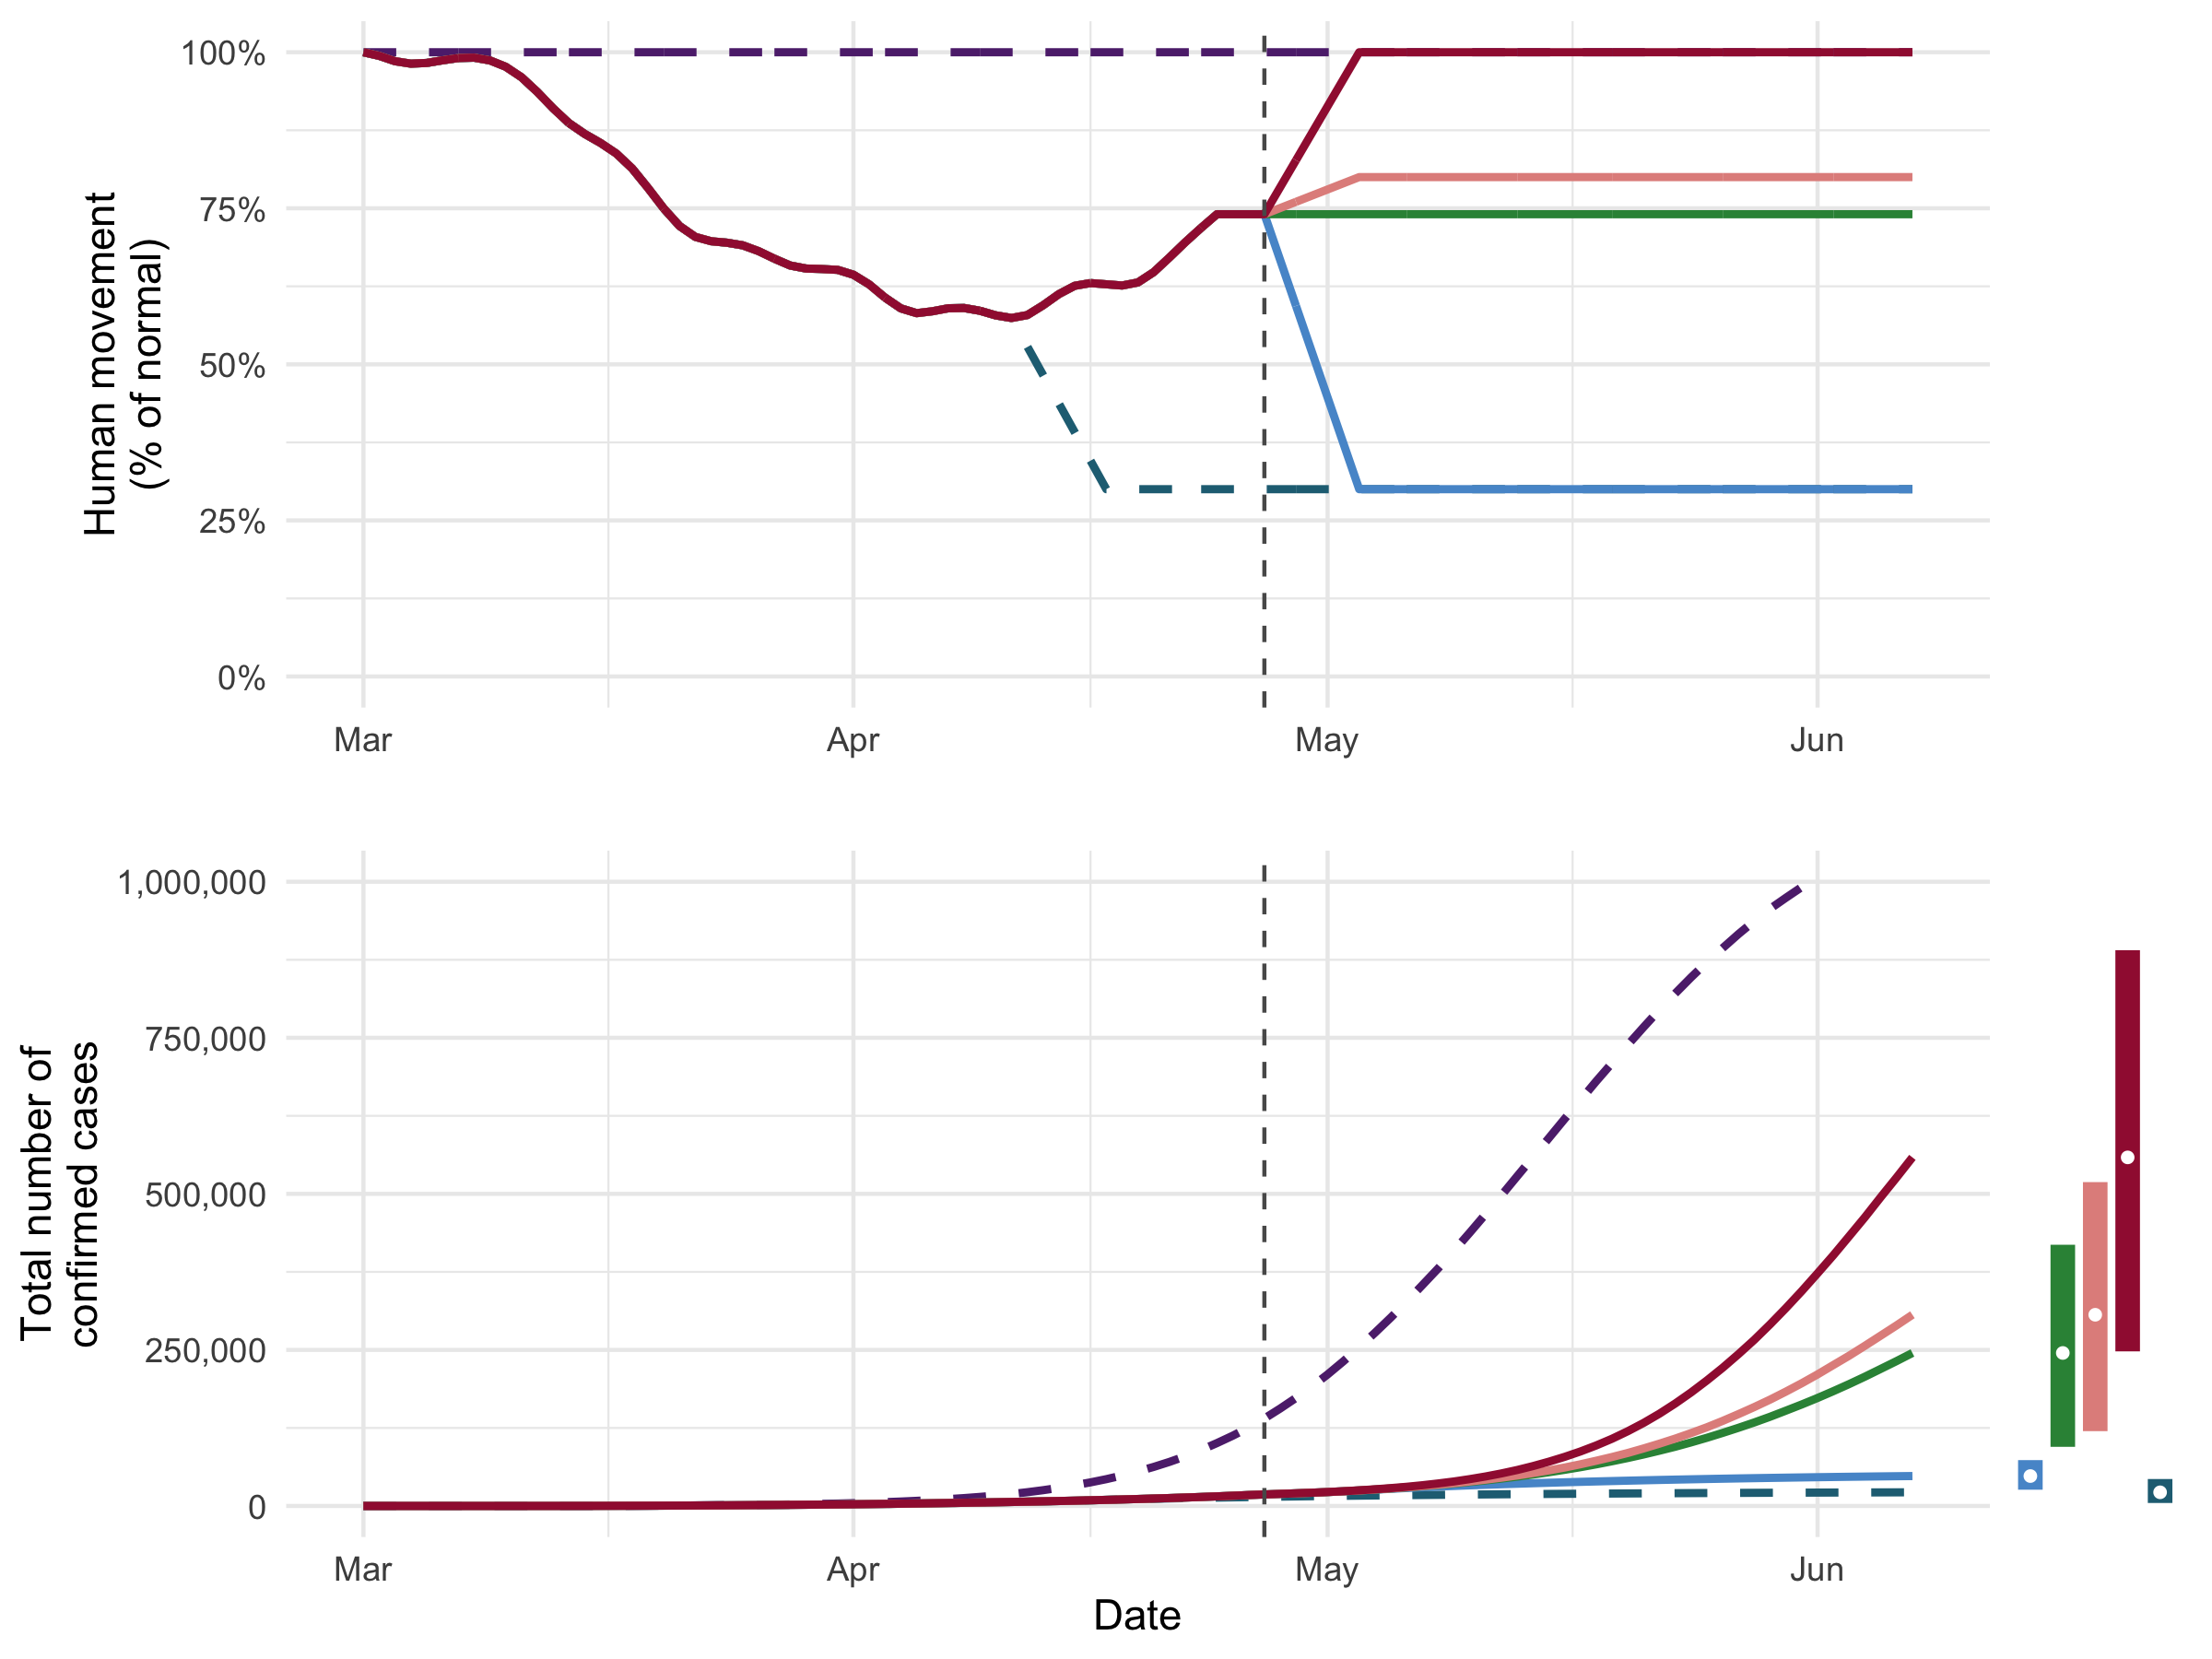 Human movement
(% of normal)
100%
75%
50%
25%
0%
Mar Apr May Jun
Total number of
confirmed cases
1,000,000
750,000
500,000
250,000
0
Mar Apr May Jun
Date